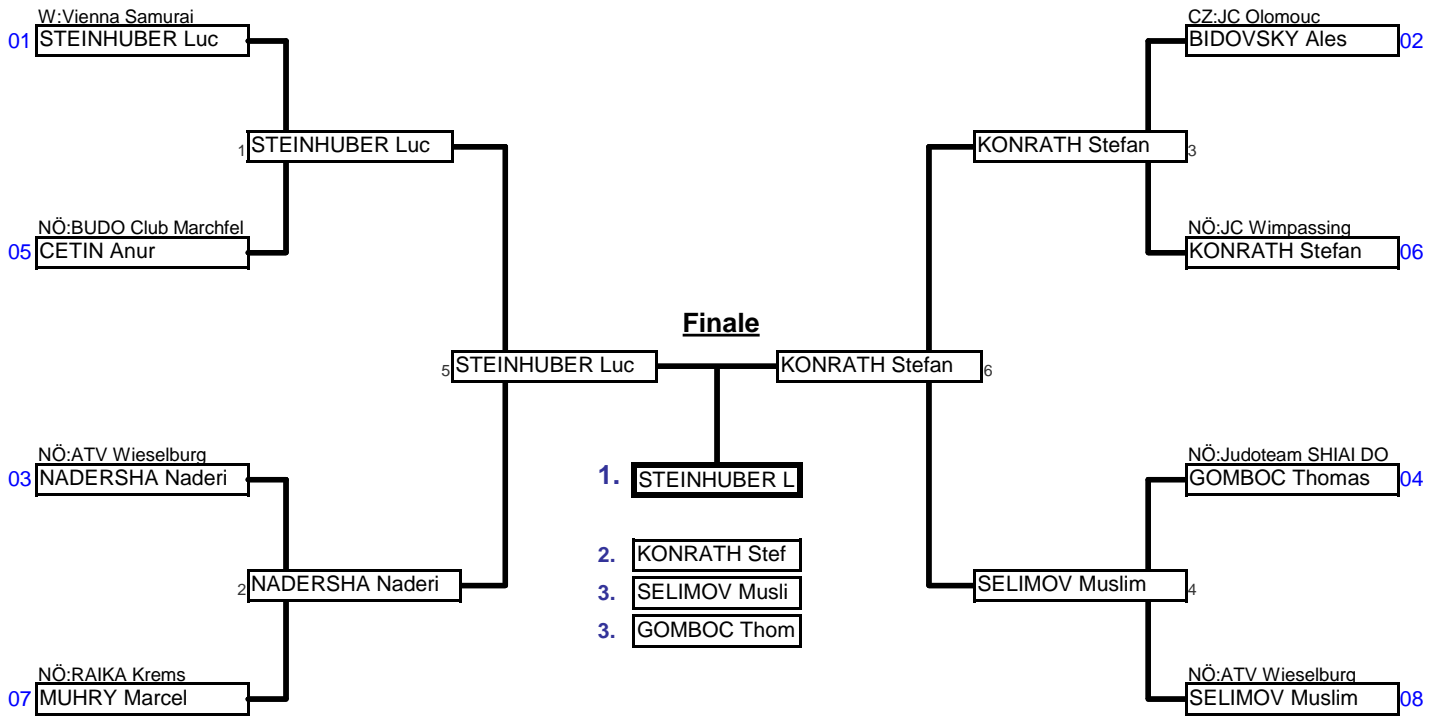 W:Vienna Samurai
01 STEINHUBER Luc
CZ:JC Olomouc
BIDOVSKY Ales 02
1 STEINHUBER Luc
KONRATH Stefan 3
NÖ:BUDO Club Marchfel
05 CETIN Anur
NÖ:JC Wimpassing
KONRATH Stefan 06
Finale
5 STEINHUBER Luc
KONRATH Stefan 6
NÖ:ATV Wieselburg
03 NADERSHA Naderi
1. STEINHUBER L
NÖ:Judoteam SHIAI DO
GOMBOC Thomas 04
2. KONRATH Stef
2 NADERSHA Naderi
3. SELIMOV Musli
SELIMOV Muslim 4
3. GOMBOC Thom
NÖ:RAIKA Krems
07 MUHRY Marcel
NÖ:ATV Wieselburg
SELIMOV Muslim 08